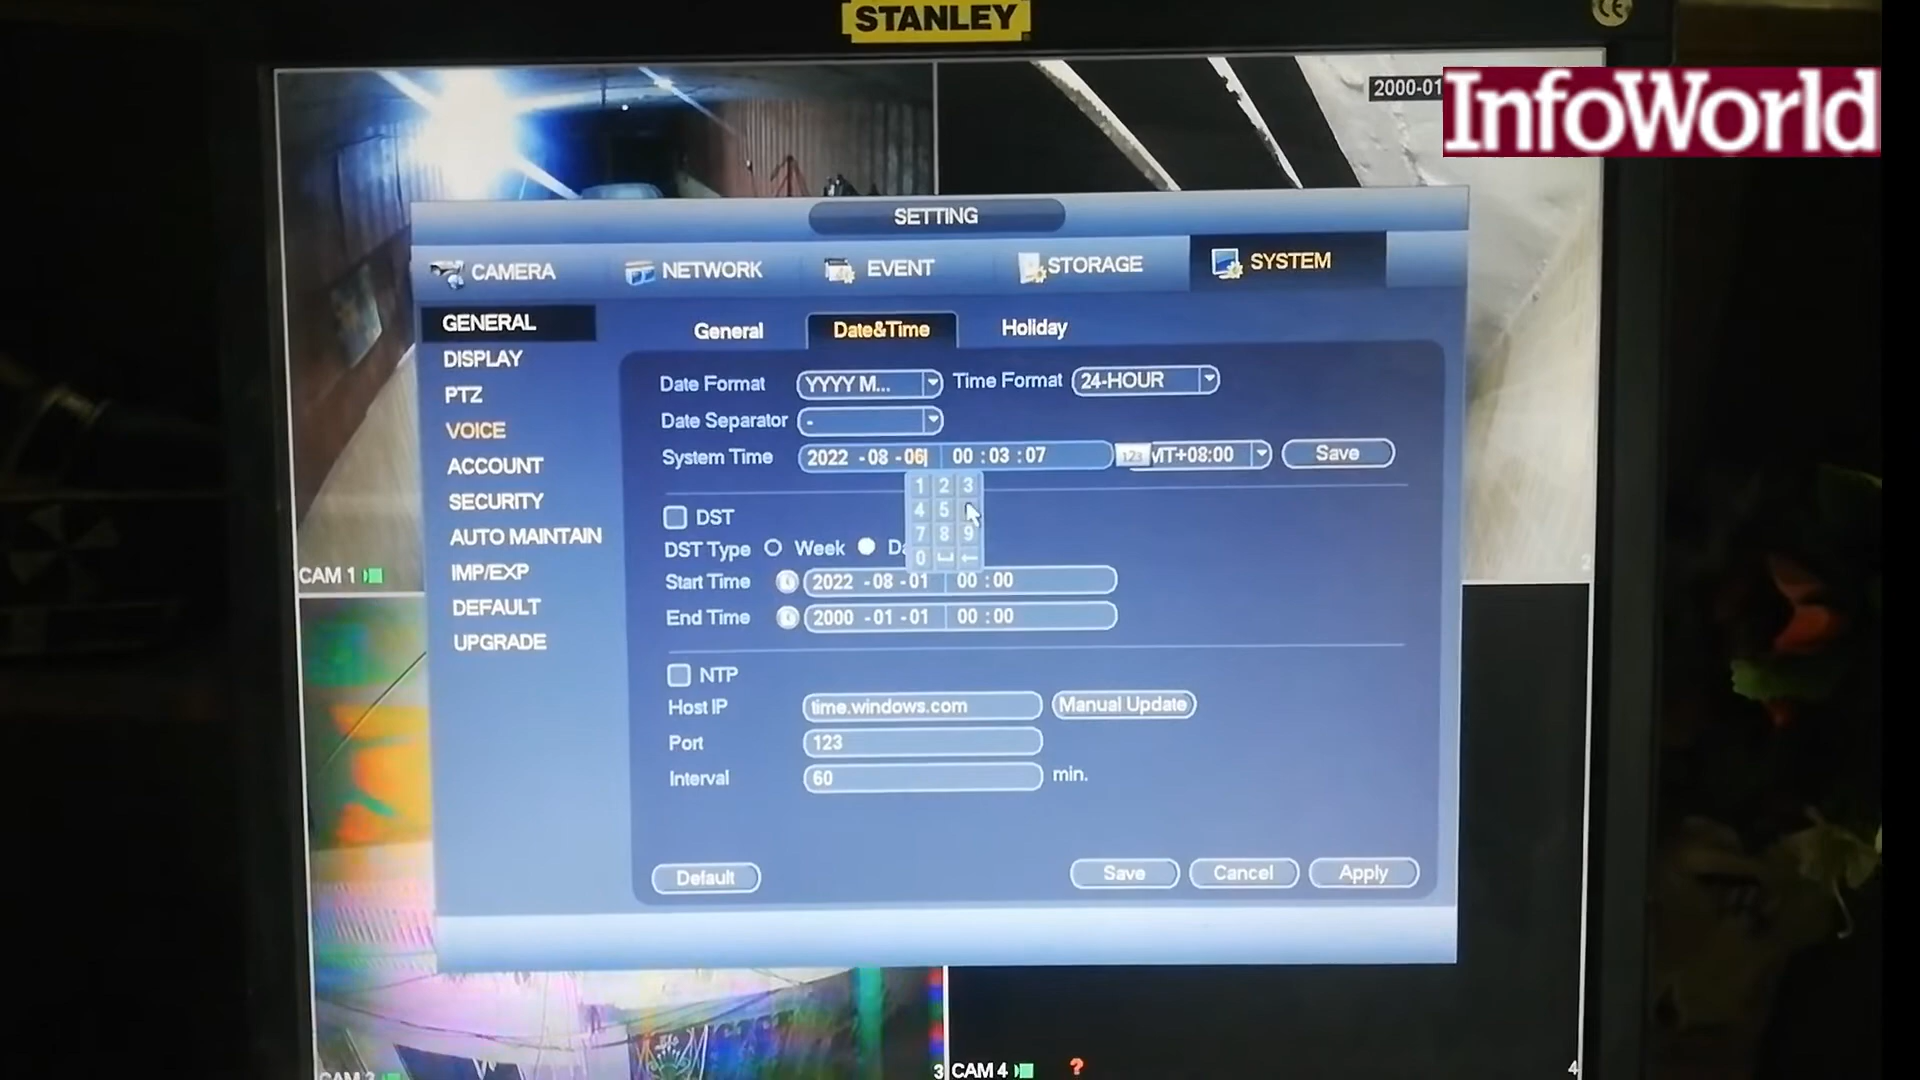 STANLEY
CE
2000-01
InfoWorld
SETTING
CAMERA NETWORK EVENT STORAGE SYSTEM
GENERAL
DISPLAY
PTZ
VOICE
ACCOUNT
SECURITY
AUTO MAINTAIN
IMP/EXP
DEFAULT
UPGRADE
General Date&Time Holiday
Date Format YYYY M... Time Format 24-HOUR
Date Separator -
System Time 2022 -08 -06 00 :03 :07 MT+08:00 Save
1 2 3
4 5
7 8 9
0
DST
DST Type Week Da
Start Time 2022 -08 -01 00 :00
End Time 2000 -01 -01 00 :00
NTP
Host IP time.windows.com Manual Update
Port 123
Interval 60 min.
Default Save Cancel Apply
CAM 1
2
3
CAM 4 ?
4